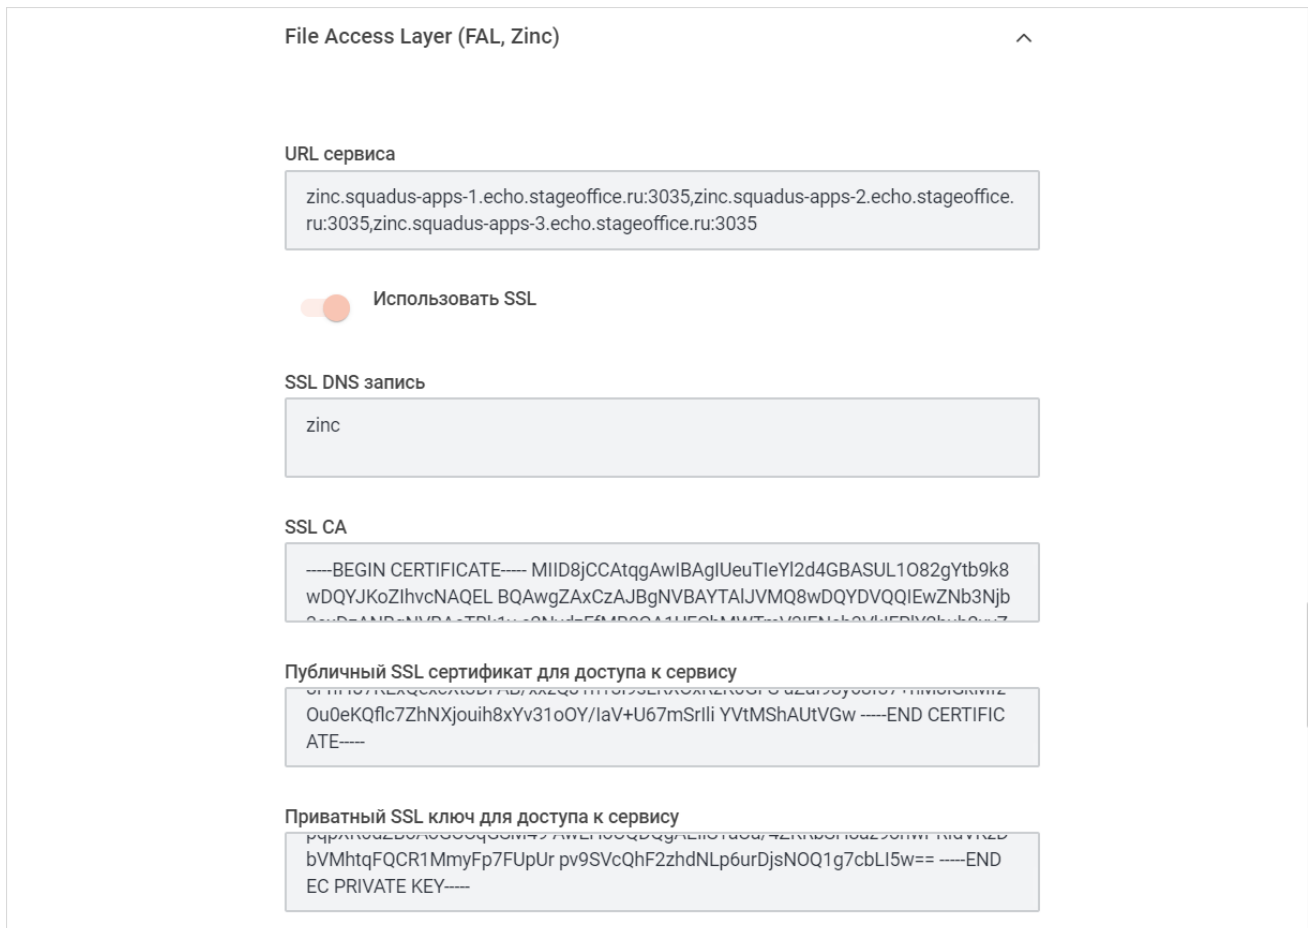 File Access Layer (FAL, Zinc)
URL сервиса
zinc.squadus-apps-1.echo.stageoffice.ru:3035,zinc.squadus-apps-2.echo.stageoffice.
ru:3035,zinc.squadus-apps-3.echo.stageoffice.ru:3035
Использовать SSL
SSL DNS запись
zinc
SSL CA
-----BEGIN CERTIFICATE----- MIID8jCCAtqgAwIBAgIUeuTIeYl2d4GBASUL1O82gYtb9k8
wDQYJKoZIhvcNAQEL BQAwgZAxCzAJBgNVBAYTAlJVMQ8wDQYDVQQIEwZNb3Njb
Публичный SSL сертификат для доступа к сервису
Ou0eKQflc7ZhNXjouih8xYv31oOY/IaV+U67mSrIli YVtMShAUtVGw -----END CERTIFIC
ATE-----
Приватный SSL ключ для доступа к сервису
bVMhtqFQCR1MmyFp7FUpUr pv9SVcQhF2zhdNLp6urDjsNOQ1g7cbLI5w== -----END
EC PRIVATE KEY-----